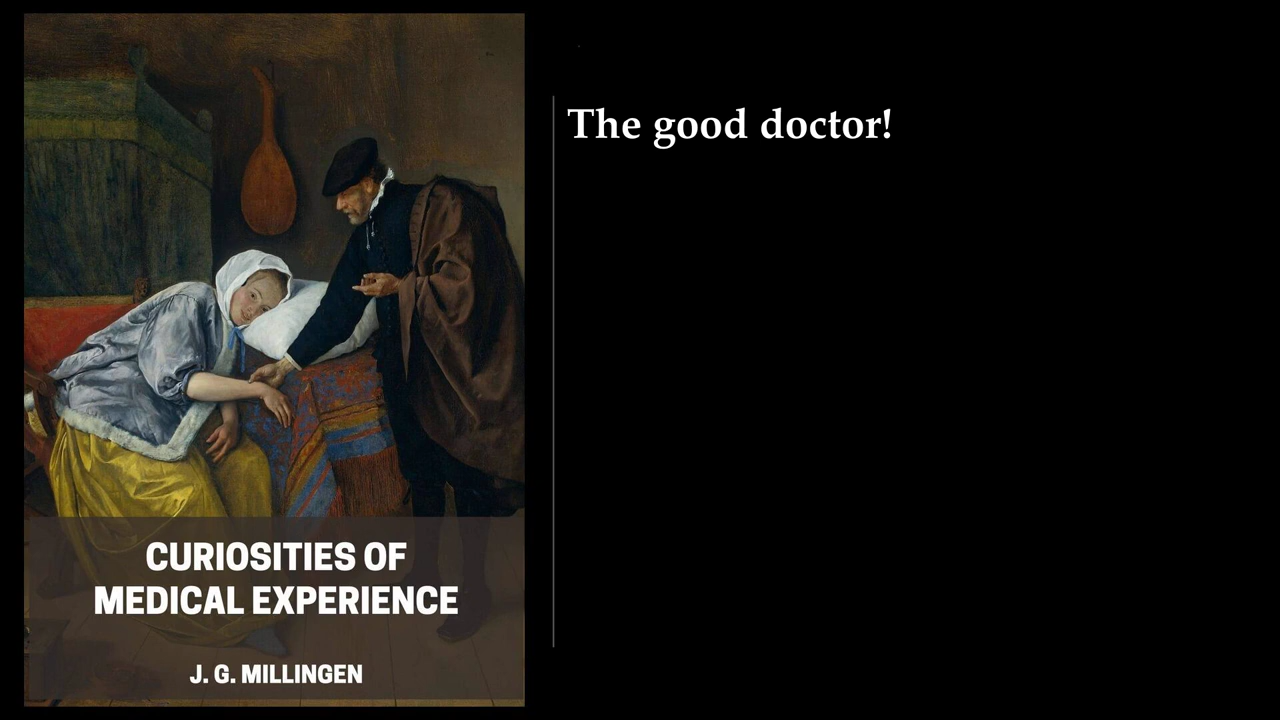 The good doctor!
CURIOSITIES OF
MEDICAL EXPERIENCE
J. G. MILLINGEN